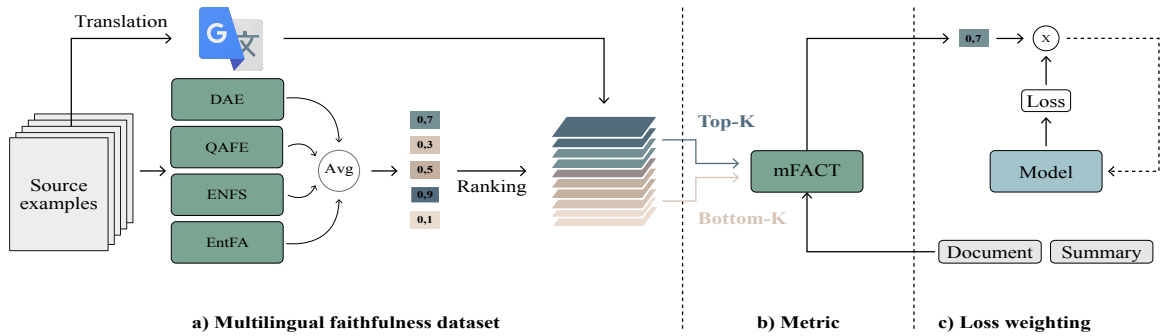 Translation
文
Source
examples
DAE
QAFE
ENFS
EntFA
Avg
0,7
0,3
0,5
0,9
0,1
Ranking
Top-K
Bottom-K
mFACT
0,7
x
Loss
Model
Document
Summary
a) Multilingual faithfulness dataset
b) Metric
c) Loss weighting